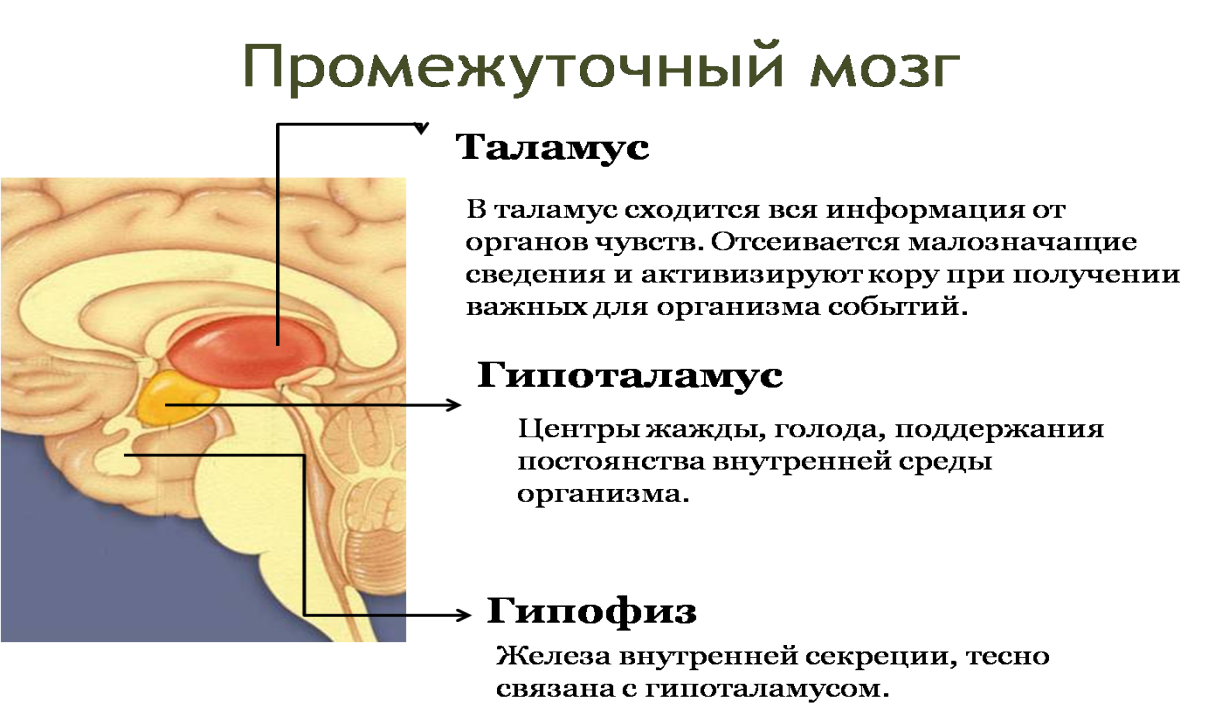 Промежуточный мозг
Таламус
В таламус сходится вся информация от
органов чувств. Отсеивается малозначащие
сведения и активизируют кору при получении
важных для организма событий.
Гипоталамус
Центры жажды, голода, поддержания
постоянства внутренней среды
организма.
Гипофиз
Железа внутренней секреции, тесно
связана с гипоталамусом.